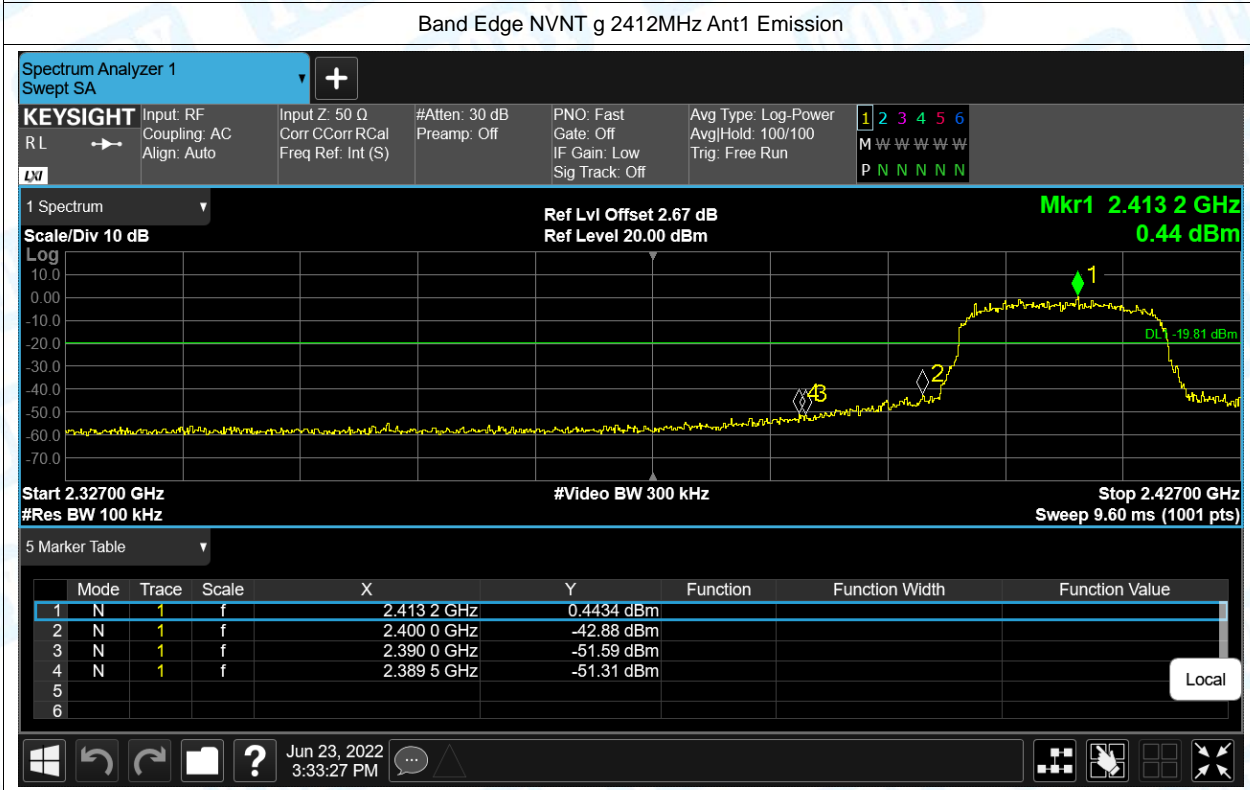 Band Edge NVNT g 2412MHz Ant1 Emission
Spectrum Analyzer 1
Swept SA
+
KEYSIGHT
R L
LXI
Input: RF
Coupling: AC
Align: Auto
Input Z: 50 Ω
Corr CCorr RCal
Freq Ref: Int (S)
#Atten: 30 dB
Preamp: Off
PNO: Fast
Gate: Off
IF Gain: Low
Sig Track: Off
Avg Type: Log-Power
Avg|Hold: 100/100
Trig: Free Run
1 2 3 4 5 6
M W W W W W
P N N N N N
1 Spectrum
Scale/Div 10 dB
Ref Lvl Offset 2.67 dB
Ref Level 20.00 dBm
Mkr1 2.413 2 GHz
0.44 dBm
Log
10.0
0.00
-10.0
-20.0
-30.0
-40.0
-50.0
-60.0
-70.0
1
DL1 -19.81 dBm
2
43
Start 2.32700 GHz
#Res BW 100 kHz
#Video BW 300 kHz
Stop 2.42700 GHz
Sweep 9.60 ms (1001 pts)
5 Marker Table
Mode Trace Scale X Y Function Function Width Function Value
1 N 1 f 2.413 2 GHz 0.4434 dBm
2 N 1 f 2.400 0 GHz -42.88 dBm
3 N 1 f 2.390 0 GHz -51.59 dBm
4 N 1 f 2.389 5 GHz -51.31 dBm
5
6
Local
?
Jun 23, 2022
3:33:27 PM